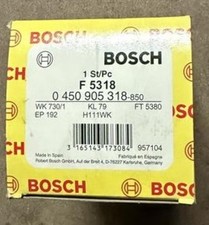 BOSCH BOSCH
1 St/Pc
F 5318
0 450 905 318-850
WK 730/1 KL 79 FT 5380
EP 192 H111WK
3 165143 173084 957104
Made in Spain Fabriqué en Espagne
Robert Bosch GmbH, Auf der Breit 4, D-76227 Karlsruhe, Germany